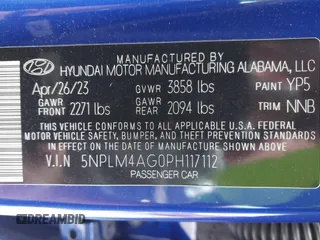 MANUFACTURED BY
HYUNDAI MOTOR MANUFACTURING ALABAMA, LLC
Apr/26/23 GVWR 3858 lbs PAINT YP5
GAWR FRONT 2271 lbs GAWR REAR 2094 lbs TRIM NNB
THIS VEHICLE CONFORMS TO ALL APPLICABLE U.S. FEDERAL MOTOR
VEHICLE SAFETY, BUMPER, AND THEFT PREVENTION STANDARDS
IN EFFECT ON THE DATE OF MANUFACTURE SHOWN ABOVE.
V.I.N 5NPLM4AG0PH117112
PASSENGER CAR
© AUTOBIDMASTER